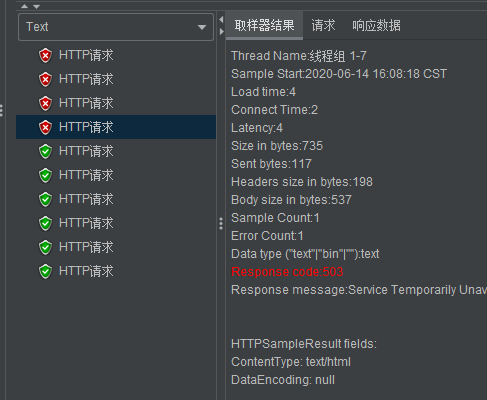 Text
HTTP请求
HTTP请求
HTTP请求
HTTP请求
HTTP请求
HTTP请求
HTTP请求
HTTP请求
HTTP请求
HTTP请求
取样器结果 请求 响应数据
Thread Name:线程组 1-7
Sample Start:2020-06-14 16:08:18 CST
Load time:4
Connect Time:2
Latency:4
Size in bytes:735
Sent bytes:117
Headers size in bytes:198
Body size in bytes:537
Sample Count:1
Error Count:1
Data type ("text"|"bin"|""):text
Response code:503
Response message:Service Temporarily Unav
HTTPSampleResult fields:
ContentType: text/html
DataEncoding: null